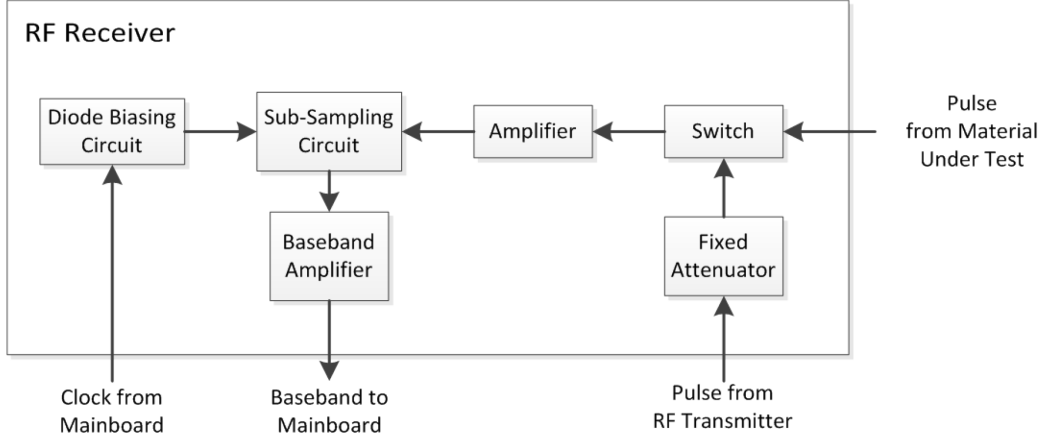 RF Receiver
Diode Biasing
Circuit
Sub-Sampling
Circuit
Amplifier
Switch
Pulse
from Material
Under Test
Baseband
Amplifier
Fixed
Attenuator
Clock from
Mainboard
Baseband to
Mainboard
Pulse from
RF Transmitter